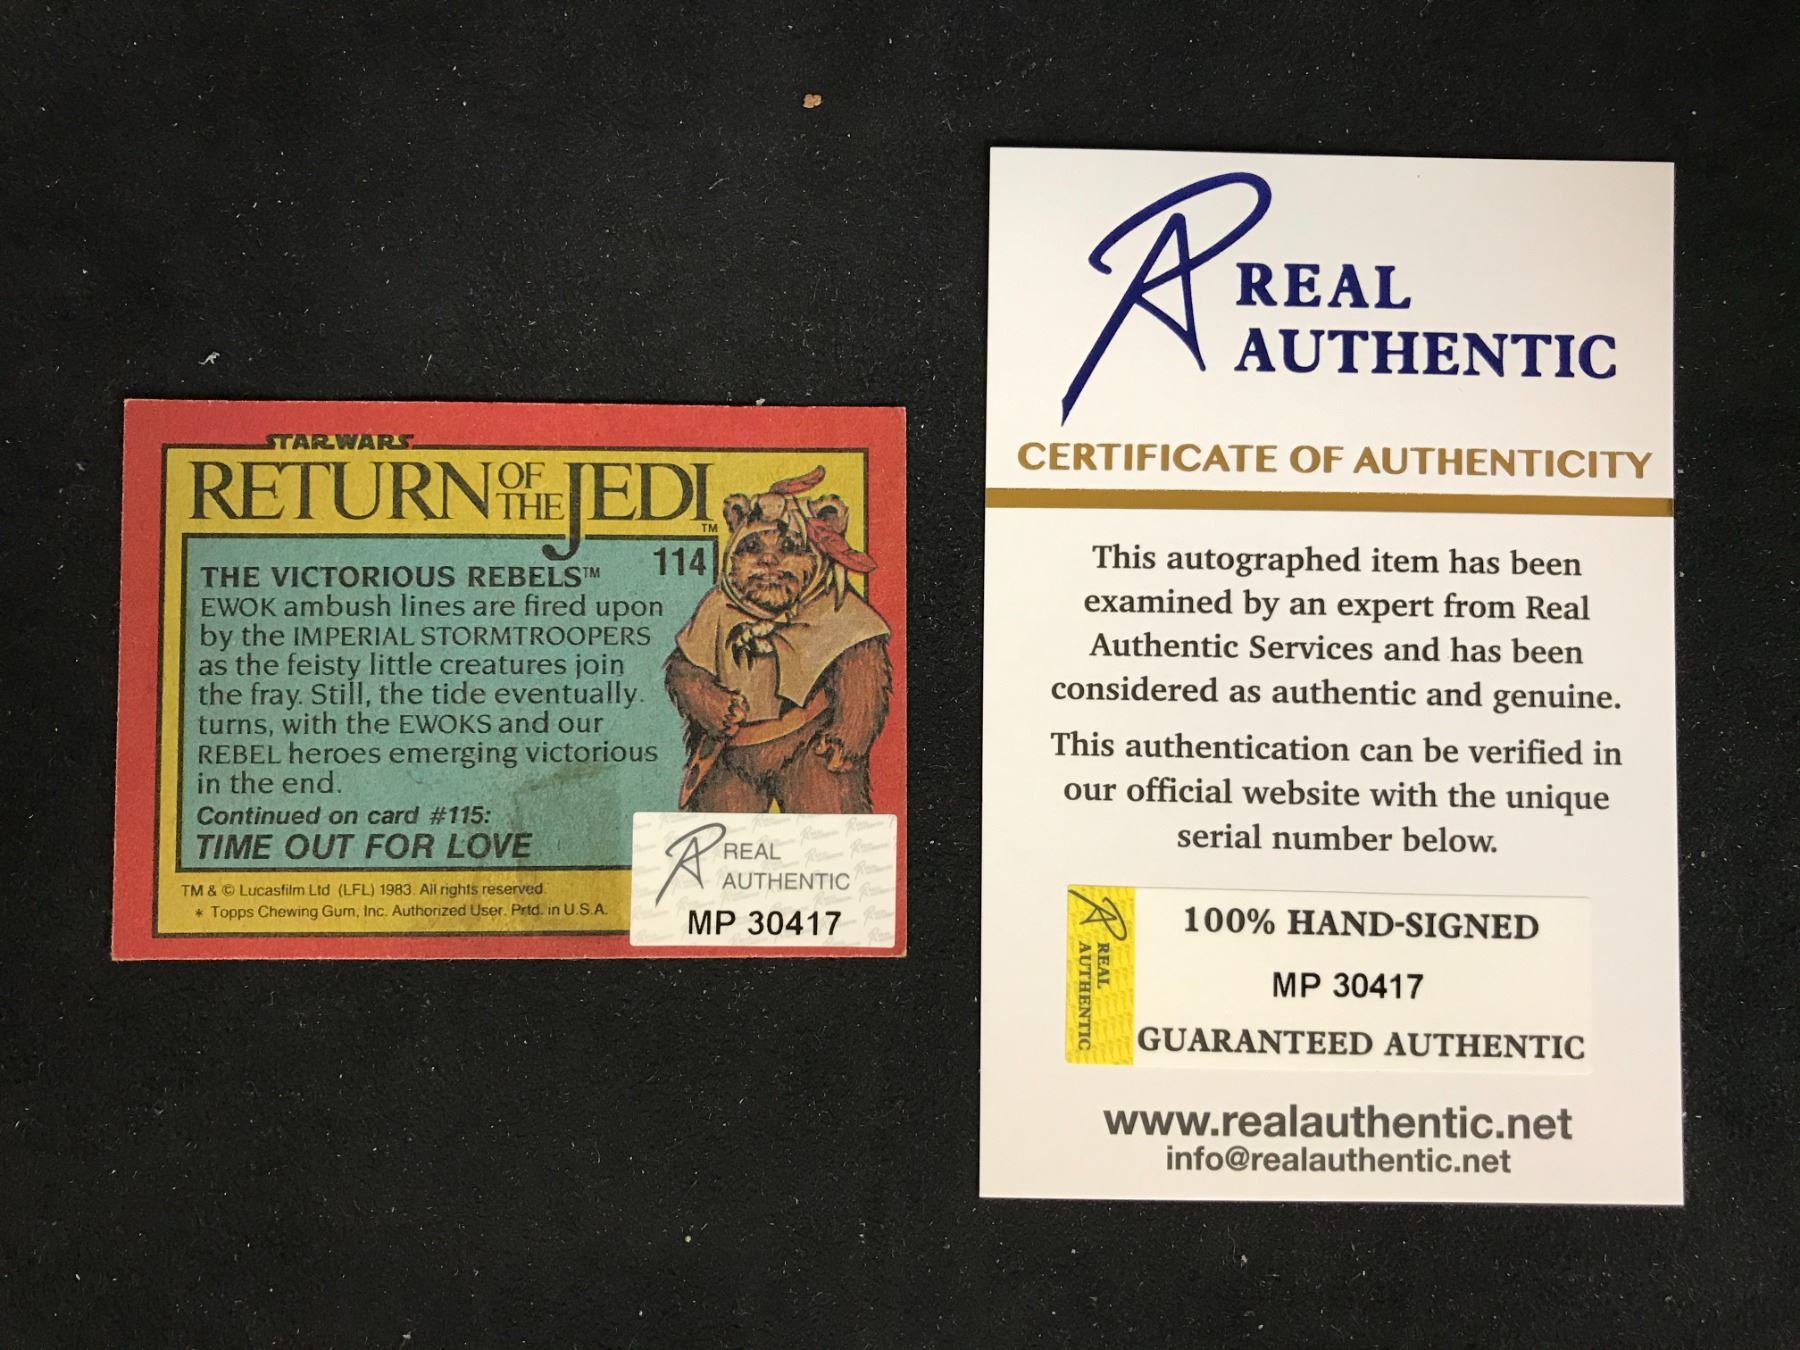 STAR WARS
RETURN OF THE JEDI™
114
THE VICTORIOUS REBELS™
EWOK ambush lines are fired upon
by the IMPERIAL STORMTROOPERS
as the feisty little creatures join
the fray. Still, the tide eventually
turns, with the EWOKS and our
REBEL heroes emerging victorious
in the end.
Continued on card #115:
TIME OUT FOR LOVE
TM & © Lucasfilm Ltd (LFL) 1983. All rights reserved.
* Topps Chewing Gum, Inc. Authorized User. Prtd. in U.S.A.
REAL
AUTHENTIC
MP 30417
REAL
AUTHENTIC
CERTIFICATE OF AUTHENTICITY
This autographed item has been
examined by an expert from Real
Authentic Services and has been
considered as authentic and genuine.
This authentication can be verified in
our official website with the unique
serial number below.
REAL
AUTHENTIC
100% HAND-SIGNED
MP 30417
GUARANTEED AUTHENTIC
www.realauthentic.net
info@realauthentic.net